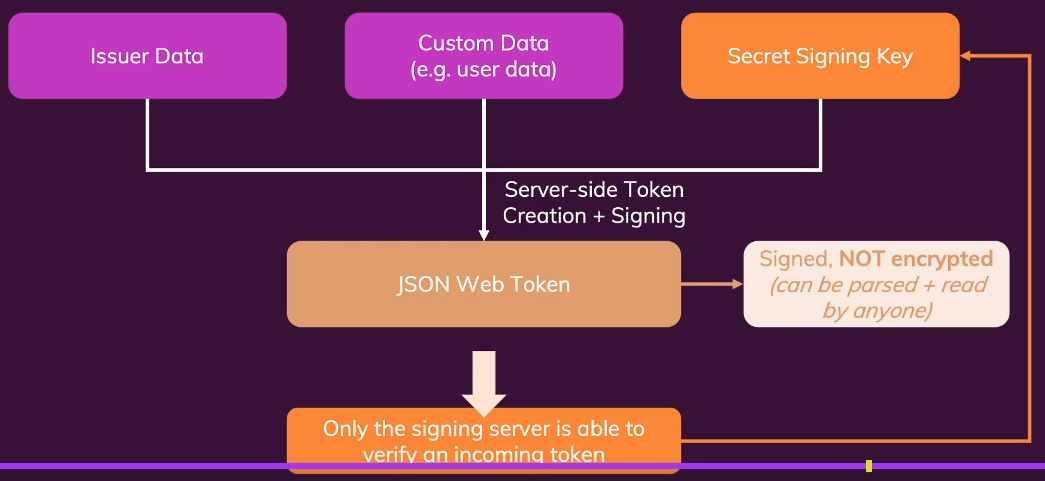 Issuer Data
Custom Data
(e.g. user data)
Secret Signing Key
Server-side Token
Creation + Signing
JSON Web Token
Signed, NOT encrypted
(can be parsed + read
by anyone)
Only the signing server is able to
verify an incoming token